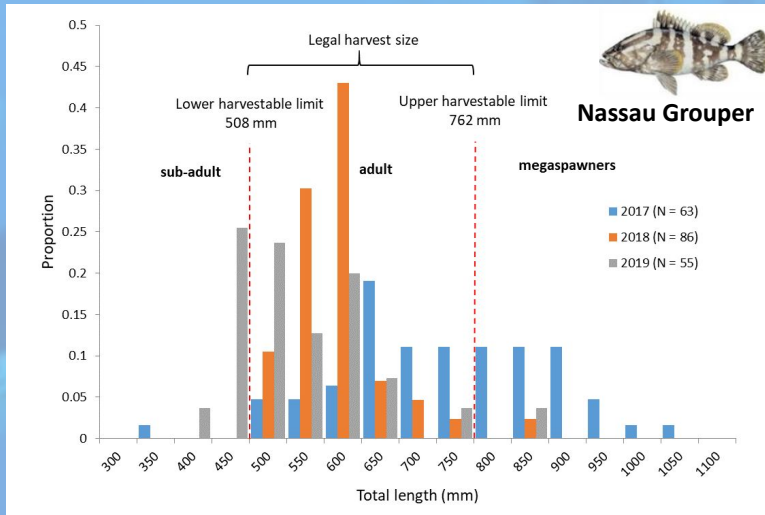 Nassau Grouper
Legal harvest size
Lower harvestable limit
508 mm
Upper harvestable limit
762 mm
sub-adult
adult
megaspawners
2017 (N = 63)
2018 (N = 86)
2019 (N = 55)
Proportion
0.5
0.45
0.4
0.35
0.3
0.25
0.2
0.15
0.1
0.05
0
300 350 400 450 500 550 600 650 700 750 800 850 900 950 1000 1050 1100
Total length (mm)